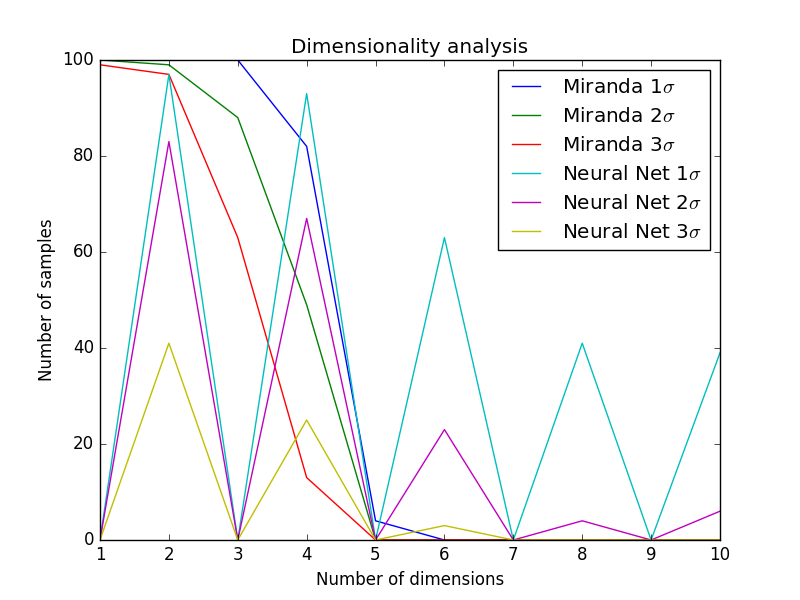 Dimensionality analysis
100
80
60
40
20
0
Number of samples
Miranda 1σ
Miranda 2σ
Miranda 3σ
Neural Net 1σ
Neural Net 2σ
Neural Net 3σ
1 2 3 4 5 6 7 8 9 10
Number of dimensions